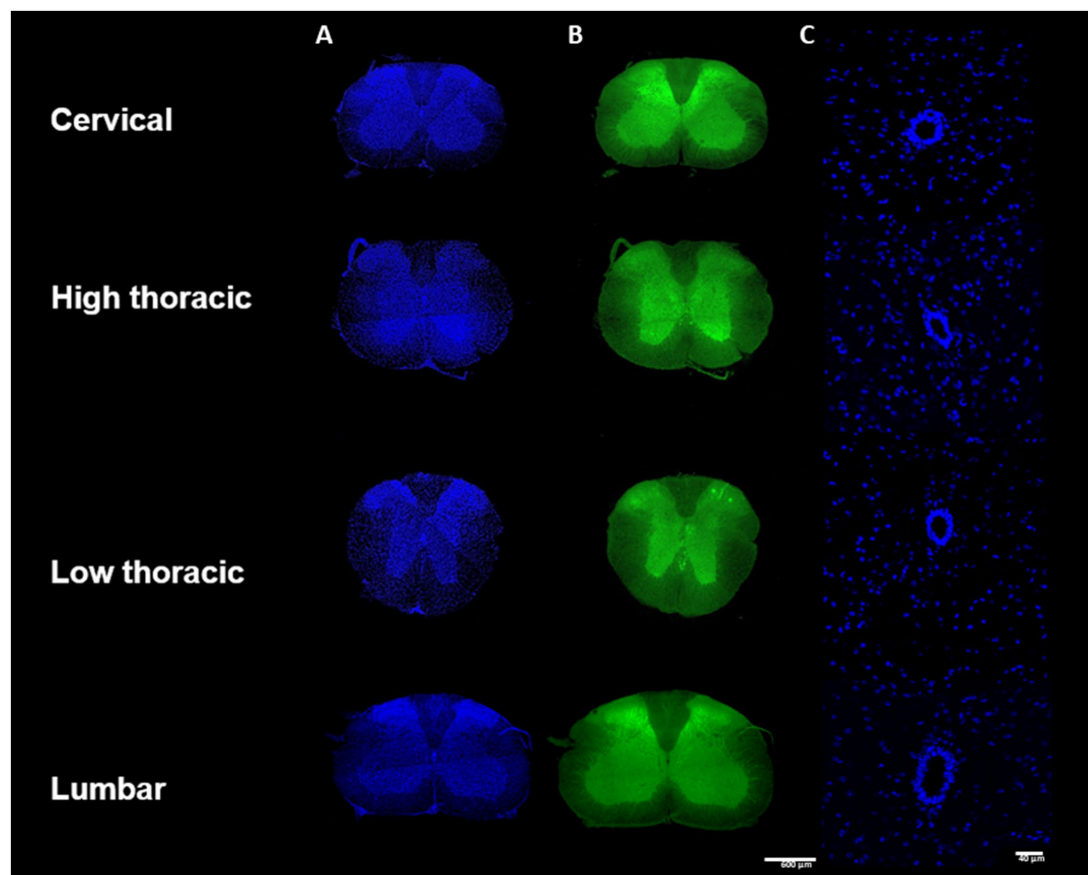 A B C
Cervical
High thoracic
Low thoracic
Lumbar
600 µm
40 µm